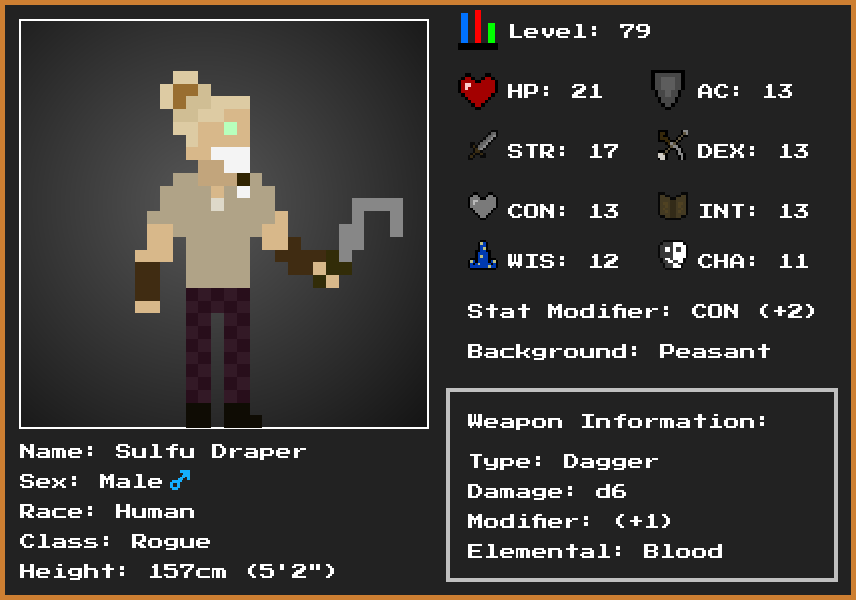 Level: 79
HP: 21 AC: 13
STR: 17 DEX: 13
CON: 13 INT: 13
WIS: 12 CHA: 11
Stat Modifier: CON (+2)
Background: Peasant
Weapon Information:
Type: Dagger
Damage: d6
Modifier: (+1)
Elemental: Blood
Name: Sulfu Draper
Sex: Male ♂
Race: Human
Class: Rogue
Height: 157cm (5'2")